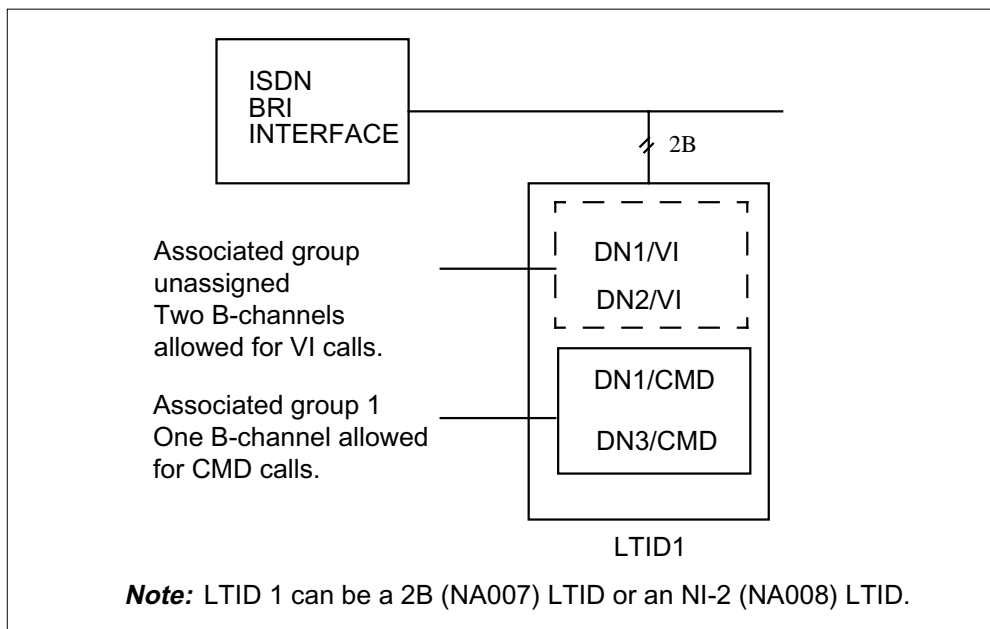 ISDN
BRI
INTERFACE
2B
Associated group
unassigned
Two B-channels
allowed for VI calls.
DN1/VI
DN2/VI
Associated group 1
One B-channel allowed
for CMD calls.
DN1/CMD
DN3/CMD
LTID1
Note: LTID 1 can be a 2B (NA007) LTID or an NI-2 (NA008) LTID.